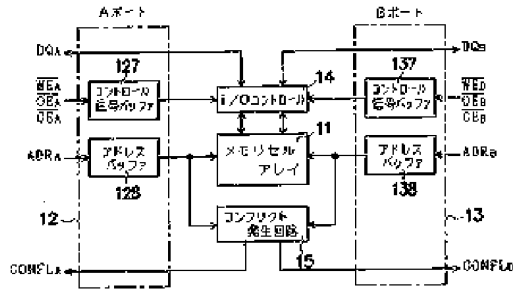 Aポート
Bポート
DQA
DQB
127
137
14
WEA
OEA
CEA
コントロール
信号バッファ
I/Oコントロール
コントロール
信号バッファ
WEB
OEB
CEB
11
ADRA
アドレス
バッファ
メモリセル
アレイ
アドレス
バッファ
ADRB
128
138
12
コンフリクト
発生回路
13
15
CONFLA
CONFLB